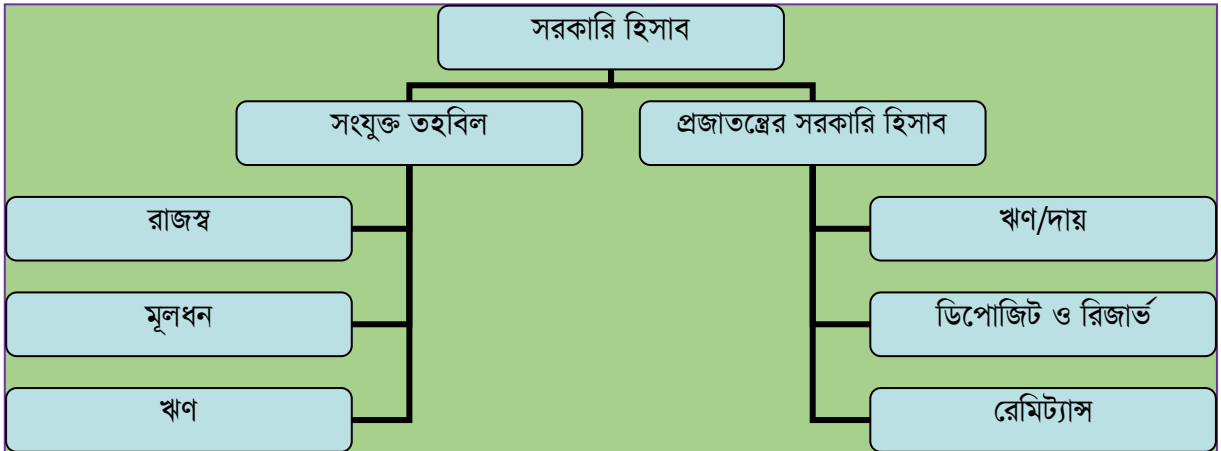 সরকারি হিসাব
সংযুক্ত তহবিল
প্রজাতন্ত্রের সরকারি হিসাব
রাজস্ব
ঋণ/দায়
মূলধন
ডিপোজিট ও রিজার্ভ
ঋণ
রেমিট্যান্স